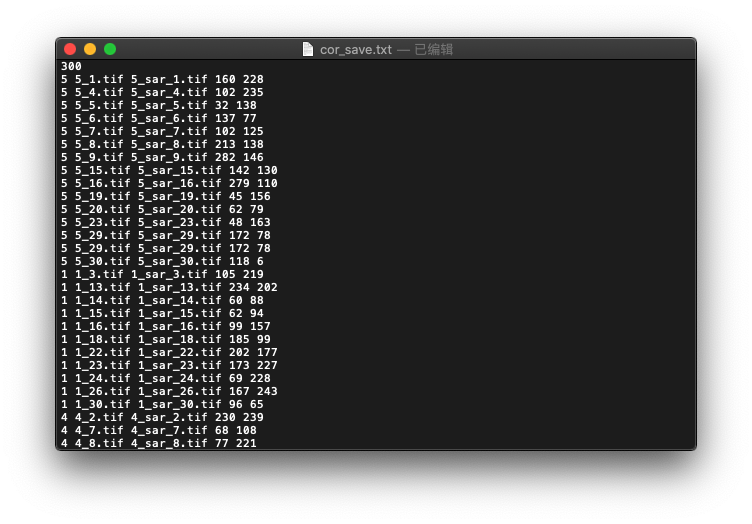 cor_save.txt — 已编辑
300
5 5_1.tif 5_sar_1.tif 160 228
5 5_4.tif 5_sar_4.tif 102 235
5 5_5.tif 5_sar_5.tif 32 138
5 5_6.tif 5_sar_6.tif 137 77
5 5_7.tif 5_sar_7.tif 102 125
5 5_8.tif 5_sar_8.tif 213 138
5 5_9.tif 5_sar_9.tif 282 146
5 5_15.tif 5_sar_15.tif 142 130
5 5_16.tif 5_sar_16.tif 279 110
5 5_19.tif 5_sar_19.tif 45 156
5 5_20.tif 5_sar_20.tif 62 79
5 5_23.tif 5_sar_23.tif 48 163
5 5_29.tif 5_sar_29.tif 172 78
5 5_29.tif 5_sar_29.tif 172 78
5 5_30.tif 5_sar_30.tif 118 6
1 1_3.tif 1_sar_3.tif 105 219
1 1_13.tif 1_sar_13.tif 234 202
1 1_14.tif 1_sar_14.tif 60 88
1 1_15.tif 1_sar_15.tif 62 94
1 1_16.tif 1_sar_16.tif 99 157
1 1_18.tif 1_sar_18.tif 185 99
1 1_22.tif 1_sar_22.tif 202 177
1 1_23.tif 1_sar_23.tif 173 227
1 1_24.tif 1_sar_24.tif 69 228
1 1_26.tif 1_sar_26.tif 167 243
1 1_30.tif 1_sar_30.tif 96 65
4 4_2.tif 4_sar_2.tif 230 239
4 4_7.tif 4_sar_7.tif 68 108
4 4_8.tif 4_sar_8.tif 77 221